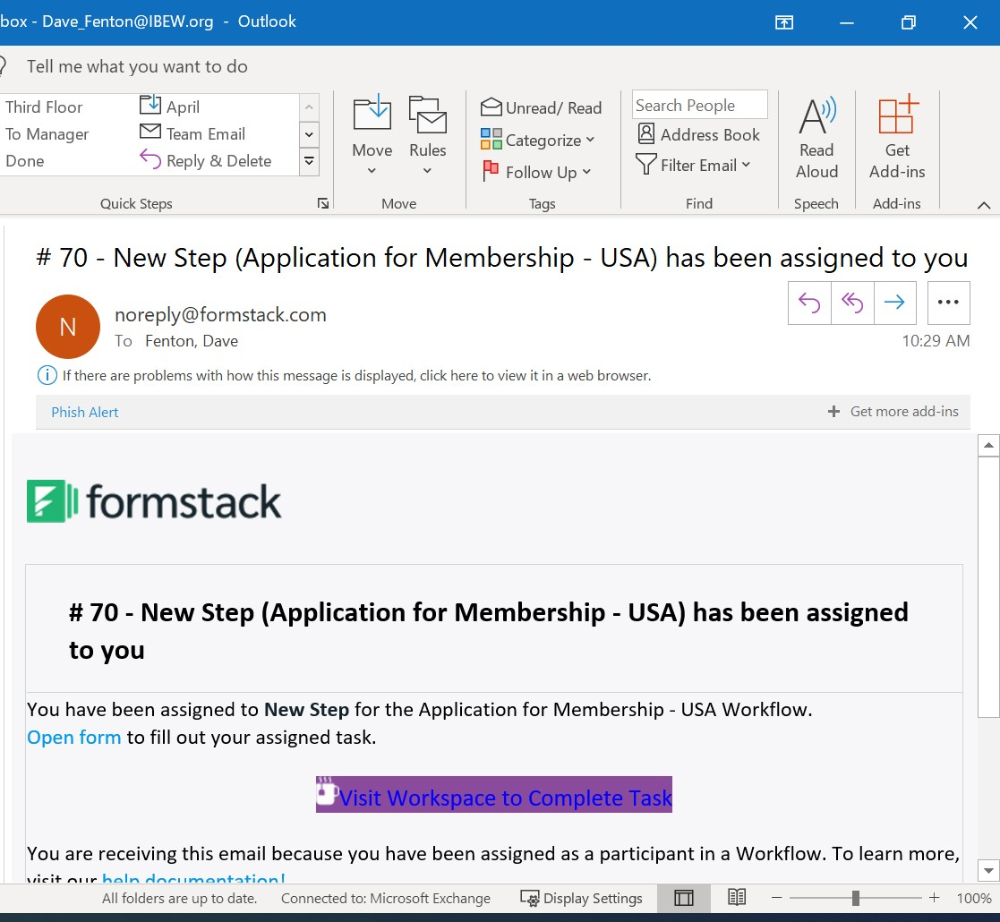 box - Dave_Fenton@IBEW.org - Outlook
Tell me what you want to do
Third Floor
To Manager
Done
April
Team Email
Reply & Delete
Quick Steps
Move
Rules
Move
Unread/ Read
Categorize
Follow Up
Tags
Search People
Address Book
Filter Email
Find
Read
Aloud
Speech
Get
Add-ins
Add-ins
# 70 - New Step (Application for Membership - USA) has been assigned to you
N
noreply@formstack.com
To Fenton, Dave
10:29 AM
If there are problems with how this message is displayed, click here to view it in a web browser.
Phish Alert
+ Get more add-ins
formstack
# 70 - New Step (Application for Membership - USA) has been assigned
to you
You have been assigned to New Step for the Application for Membership - USA Workflow.
Open form to fill out your assigned task.
Visit Workspace to Complete Task
You are receiving this email because you have been assigned as a participant in a Workflow. To learn more,
visit our help documentation!
All folders are up to date. Connected to: Microsoft Exchange Display Settings 100%